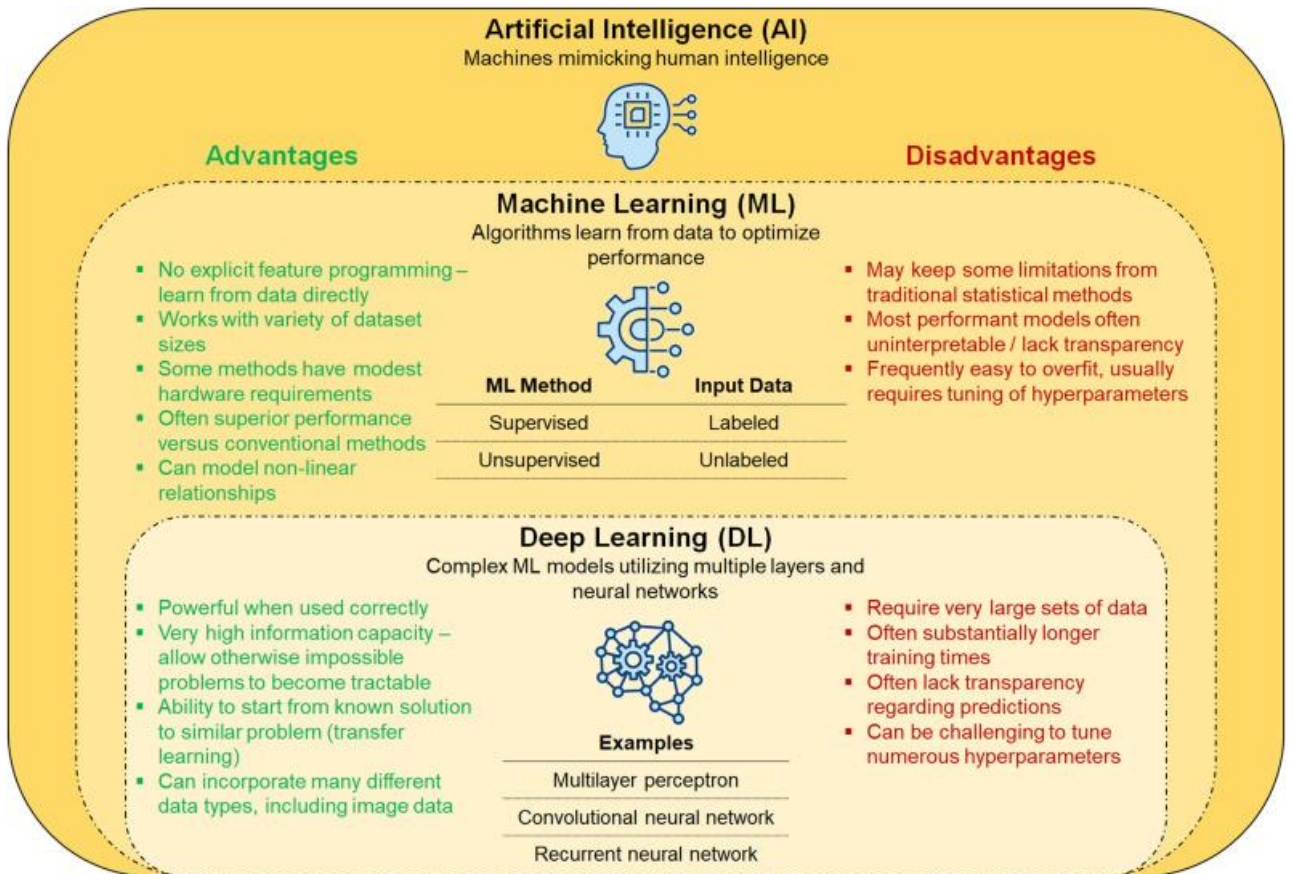 Artificial Intelligence (AI)
Machines mimicking human intelligence
Advantages
Disadvantages
Machine Learning (ML)
Algorithms learn from data to optimize
performance
▪ No explicit feature programming –
learn from data directly
▪ Works with variety of dataset
sizes
▪ Some methods have modest
hardware requirements
▪ Often superior performance
versus conventional methods
▪ Can model non-linear
relationships
ML Method Input Data
Supervised Labeled
Unsupervised Unlabeled
▪ May keep some limitations from
traditional statistical methods
▪ Most performant models often
uninterpretable / lack transparency
▪ Frequently easy to overfit, usually
requires tuning of hyperparameters
Deep Learning (DL)
Complex ML models utilizing multiple layers and
neural networks
▪ Powerful when used correctly
▪ Very high information capacity –
allow otherwise impossible
problems to become tractable
▪ Ability to start from known solution
to similar problem (transfer
learning)
▪ Can incorporate many different
data types, including image data
Examples
Multilayer perceptron
Convolutional neural network
Recurrent neural network
▪ Require very large sets of data
▪ Often substantially longer
training times
▪ Often lack transparency
regarding predictions
▪ Can be challenging to tune
numerous hyperparameters